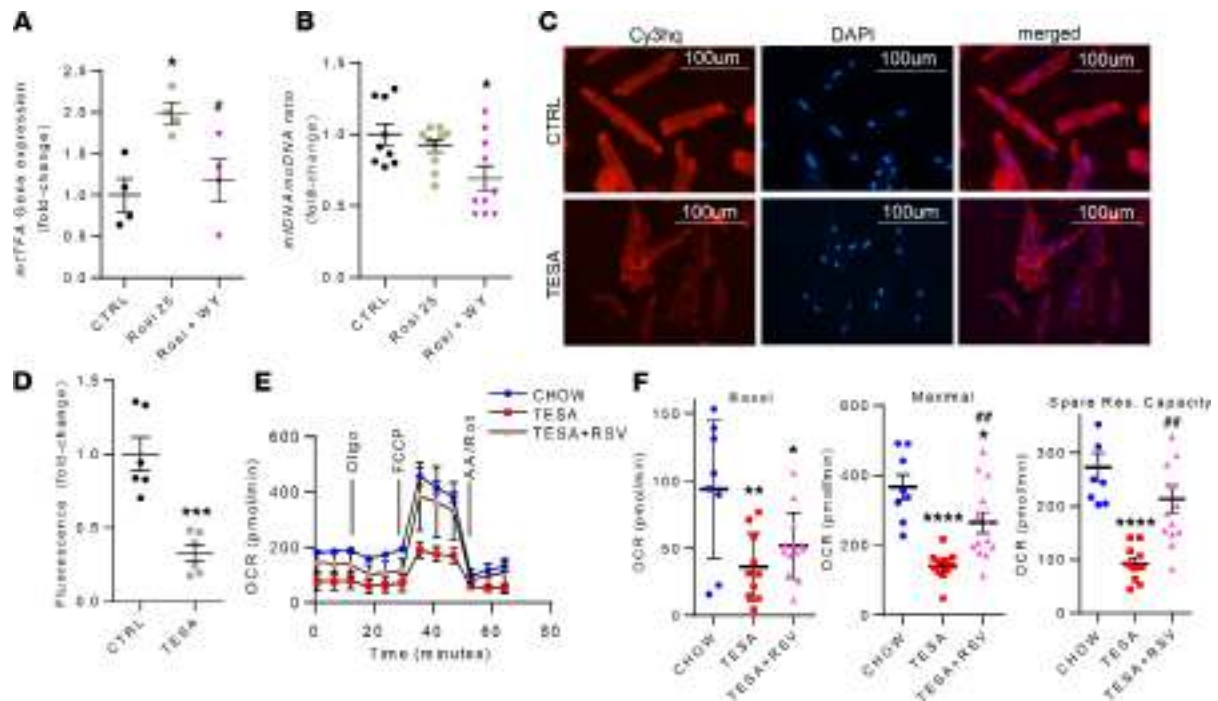 A
mtTFA Gene expression
(fold-change)
2.5
2.0
1.5
1.0
0.5
0.0
*
#
CTRL
Rosi 25
Rosi + WY
B
mtDNA/nuDNA ratio
(fold-change)
1.5
1.0
0.5
0.0
*
CTRL
Rosi 25
Rosi + WY
C
Cy3hq
DAPI
merged
CTRL
100um
100um
100um
TESA
100um
100um
100um
D
Fluorescence (fold-change)
1.5
1.0
0.5
0.0
***
CTRL
TESA
E
CHOW
TESA
TESA+RSV
OCR (pmol/min)
600
400
200
0
Oligo
FCCP
AA/Rot
0
20
40
60
80
Time (minutes)
F
Basal
OCR (pmol/min)
150
100
50
0
**
*
CHOW
TESA
TESA+RSV
Maximal
OCR (pmol/min)
600
400
200
0
****
##
*
CHOW
TESA
TESA+RSV
Spare Res. Capacity
OCR (pmol/min)
300
200
100
0
****
##
CHOW
TESA
TESA+RSV